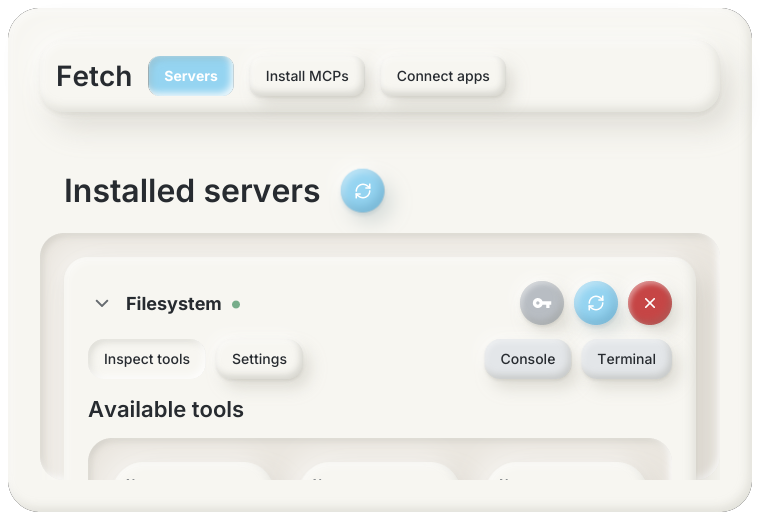 Fetch Servers Install MCPs Connect apps
Installed servers
Filesystem
Inspect tools Settings Console Terminal
Available tools